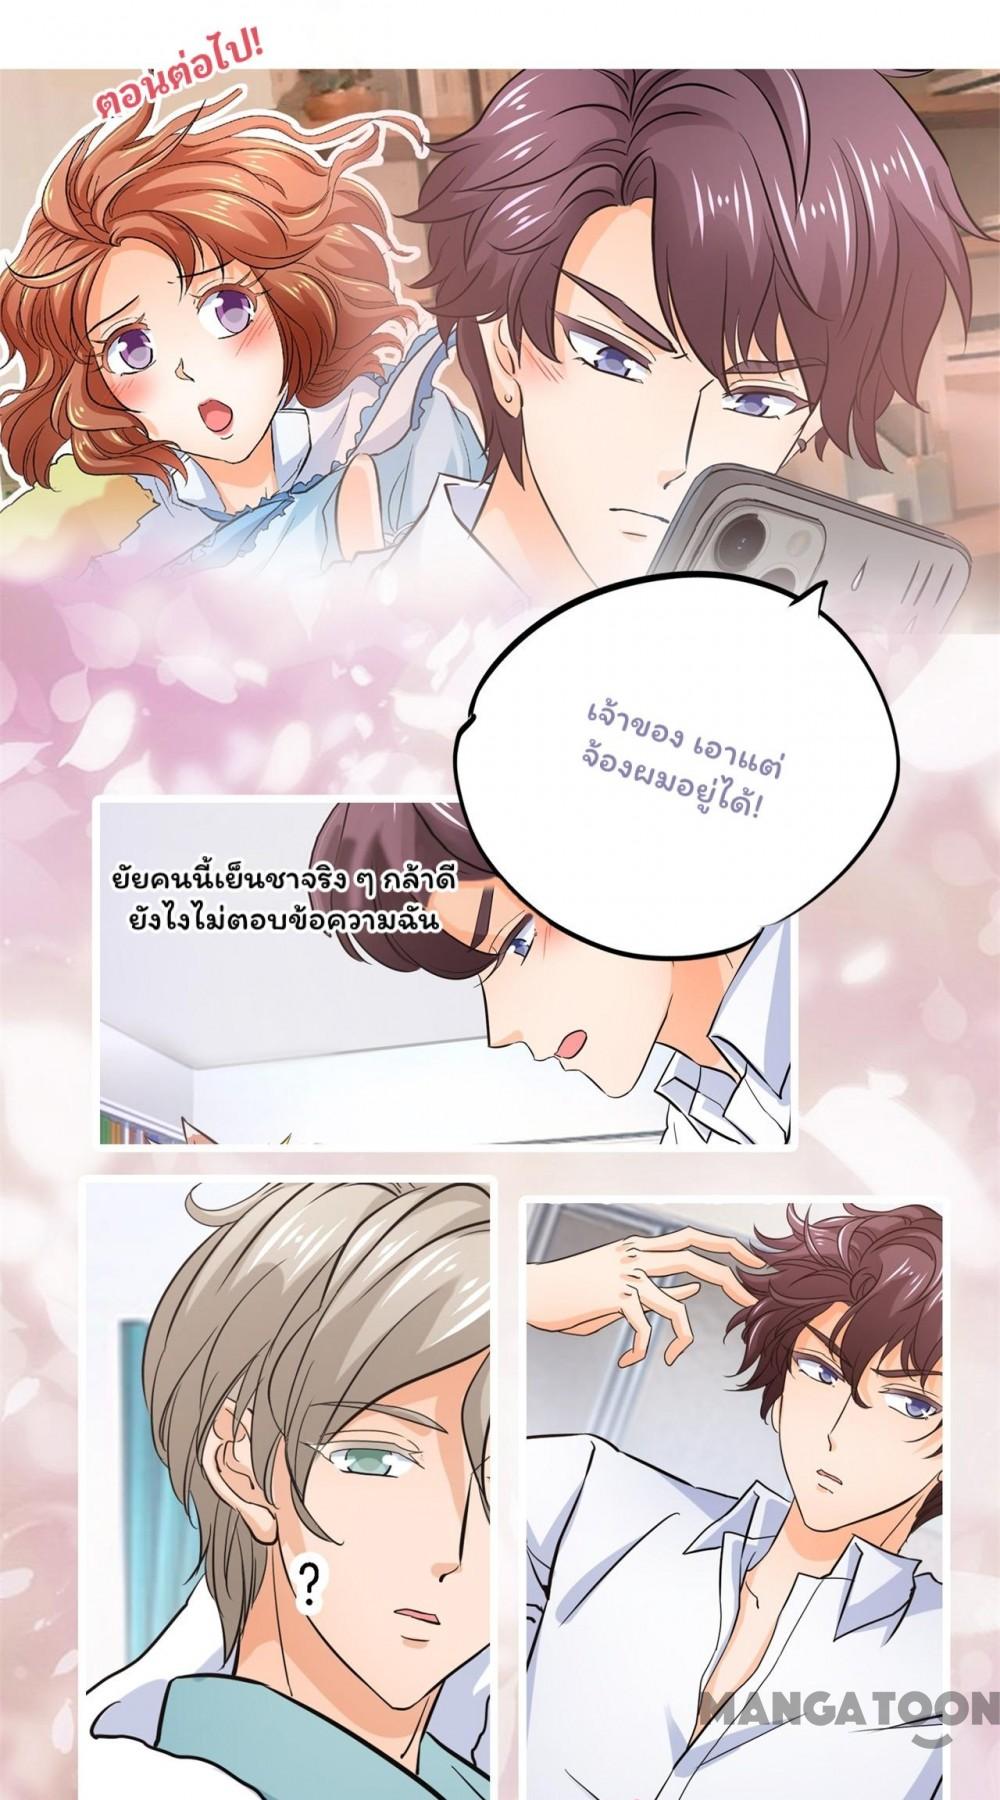 ตอนต่อไป!
เจ้าของ เอาแต่
จ้องผมอยู่ได้!
ยัยคนนี้เย็นชาจริง ๆ กล้าดี
ยังไงไม่ตอบข้อความฉัน
?
MANGATOON